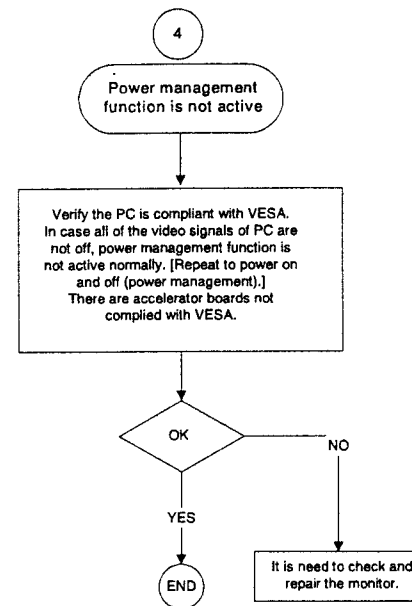 4
Power management
function is not active
Verify the PC is compliant with VESA.
In case all of the video signals of PC are
not off, power management function is
not active normally. [Repeat to power on
and off (power management).]
There are accelerator boards not
complied with VESA.
OK
NO
YES
END
It is need to check and
repair the monitor.